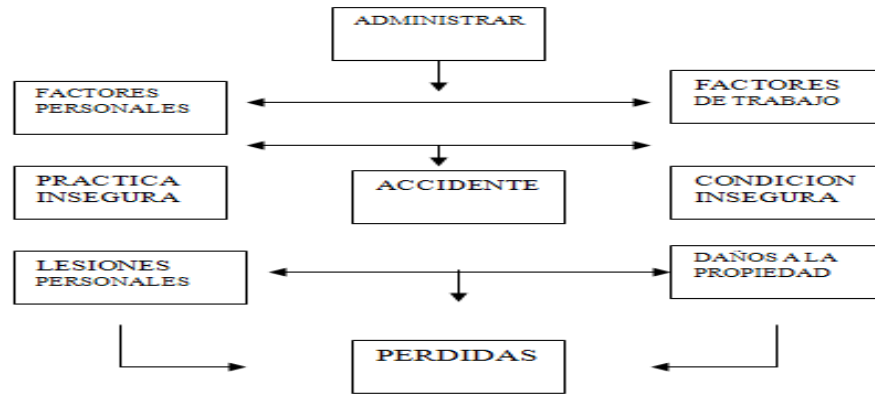 ADMINISTRAR
FACTORES
PERSONALES
FACTORES
DE TRABAJO
PRACTICA
INSEGURA
ACCIDENTE
CONDICION
INSEGURA
LESIONES
PERSONALES
DAÑOS A LA
PROPIEDAD
PERDIDAS